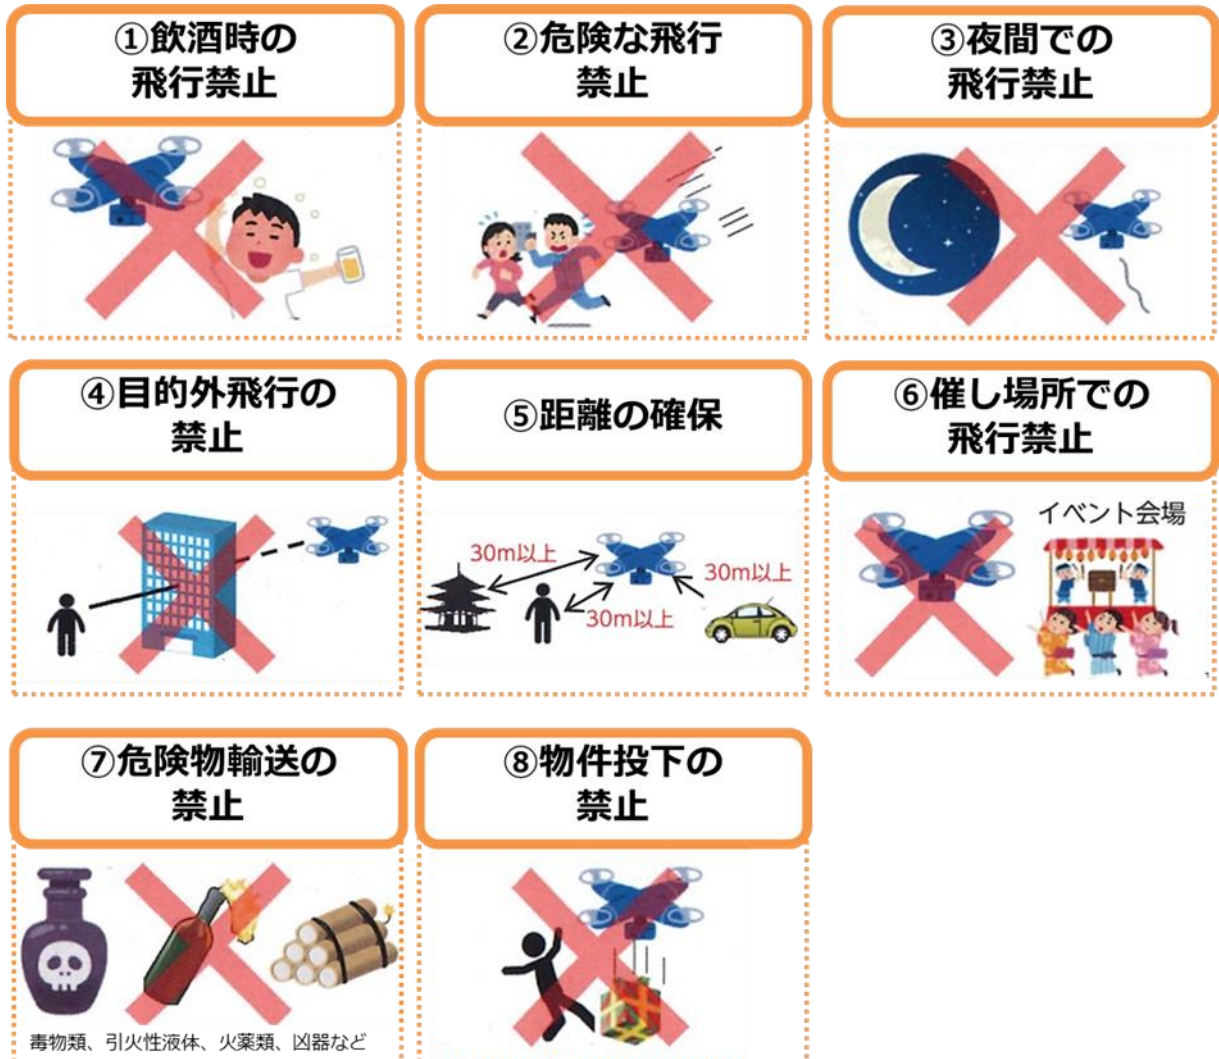 ①飲酒時の
飛行禁止
②危険な飛行
禁止
③夜間での
飛行禁止
④目的外飛行の
禁止
⑤距離の確保
30m以上
30m以上
30m以上
⑥催し場所での
飛行禁止
イベント会場
⑦危険物輸送の
禁止
毒物類、引火性液体、火薬類、凶器など
⑧物件投下の
禁止